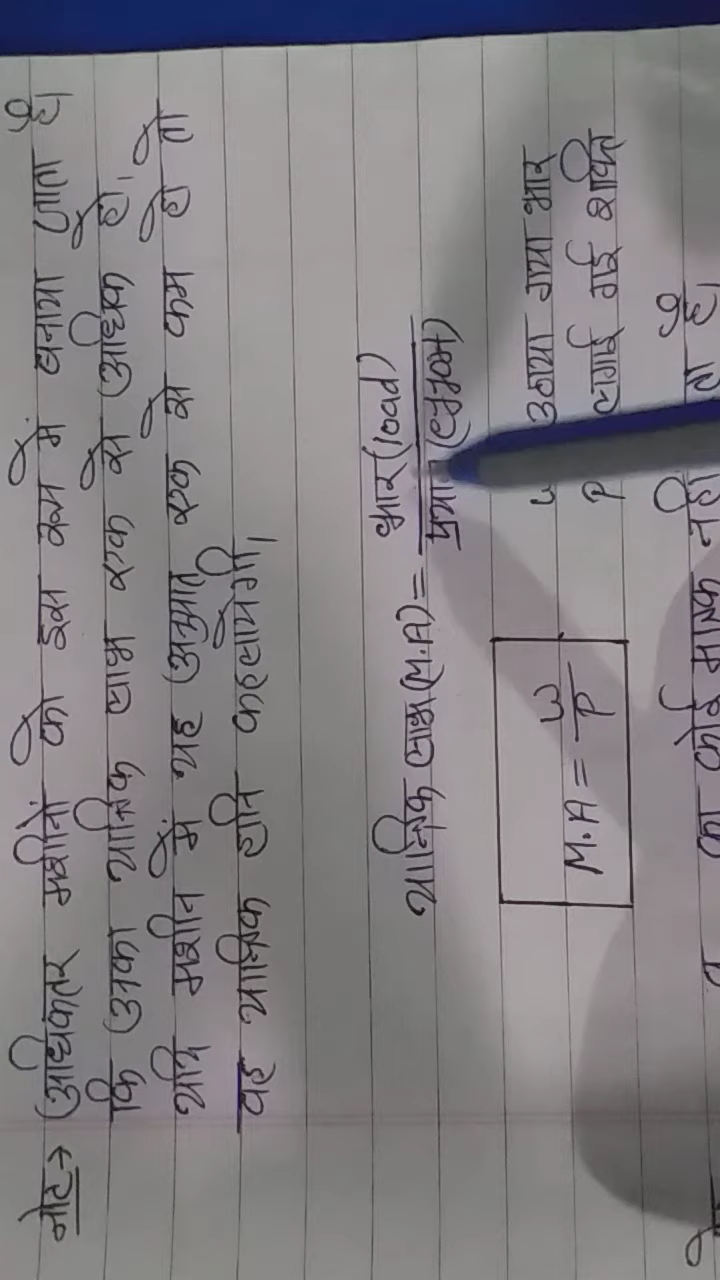 नोट→ अधिकतर मशीनों को इस क्रम में बनाया जाता है।
कि उनका यान्त्रिक लाभ एक से अधिक हो,
यदि मशीन में यह अनुपात एक से कम हो तो
वह यान्त्रिक हानि कहलायेगी,
यान्त्रिक लाभ (M.A) = भार (load)
(effort)
M.A = W/P
W उठाया गया भार
P लगाई गई शक्ति
का कोई मात्रक नही है।